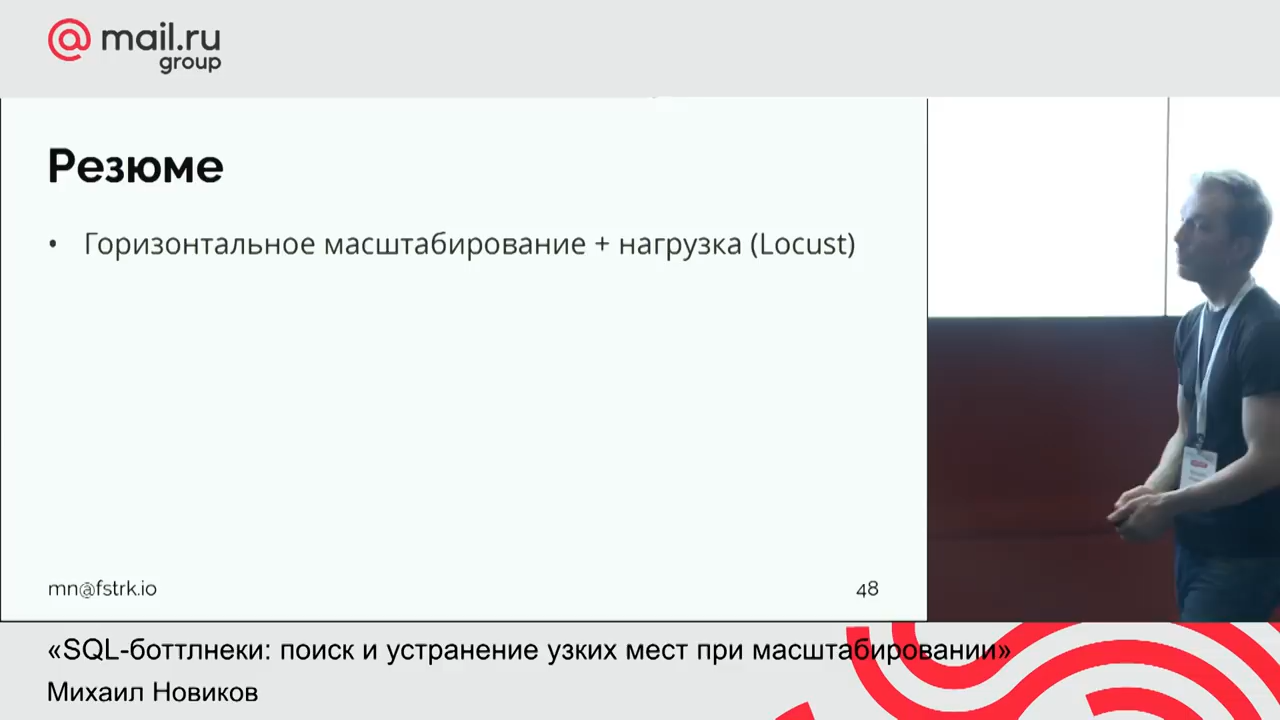 mail.ru
group
Резюме
• Горизонтальное масштабирование + нагрузка (Locust)
mn@fstrk.io
48
«SQL-боттлнеки: поиск и устранение узких мест при масштабировании»
Михаил Новиков